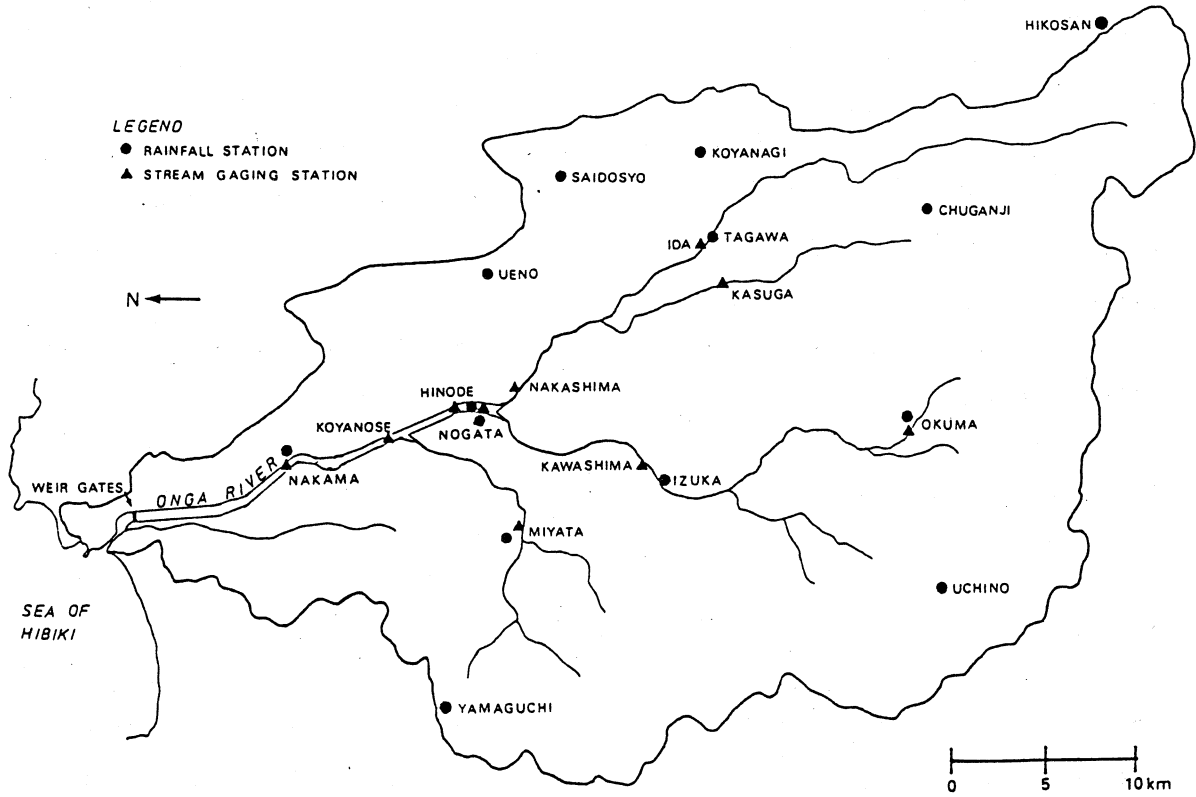 HIKOSAN
LEGEND
RAINFALL STATION
STREAM GAGING STATION
KOYANAGI
SAIDOSYO
CHUGANJI
IDA
TAGAWA
UENO
KASUGA
N
NAKASHIMA
HINODE
KOYANOSE
NOGATA
OKUMA
KAWASHIMA
IZUKA
NAKAMA
WEIR GATES
ONGA RIVER
MIYATA
UCHINO
SEA OF
HIBIKI
YAMAGUCHI
0 5 10 km